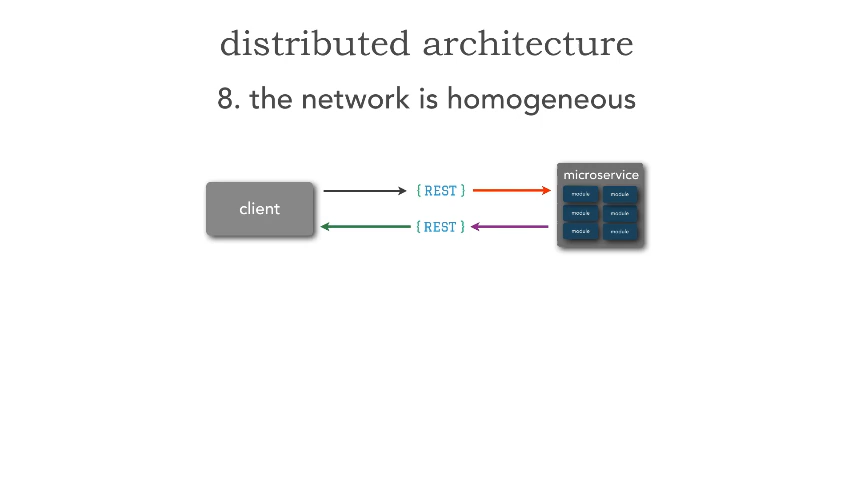 distributed architecture
8. the network is homogeneous
client
{ REST }
{ REST }
microservice
module module
module module
module module